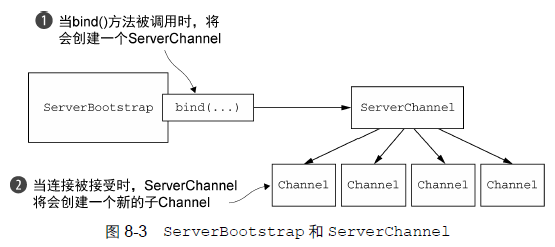 ❶ 当bind()方法被调用时，将
会创建一个ServerChannel
ServerBootstrap
bind(...)
ServerChannel
❷ 当连接被接受时，ServerChannel
将会创建一个新的子Channel
Channel
Channel
Channel
Channel
图 8-3 ServerBootstrap 和 ServerChannel